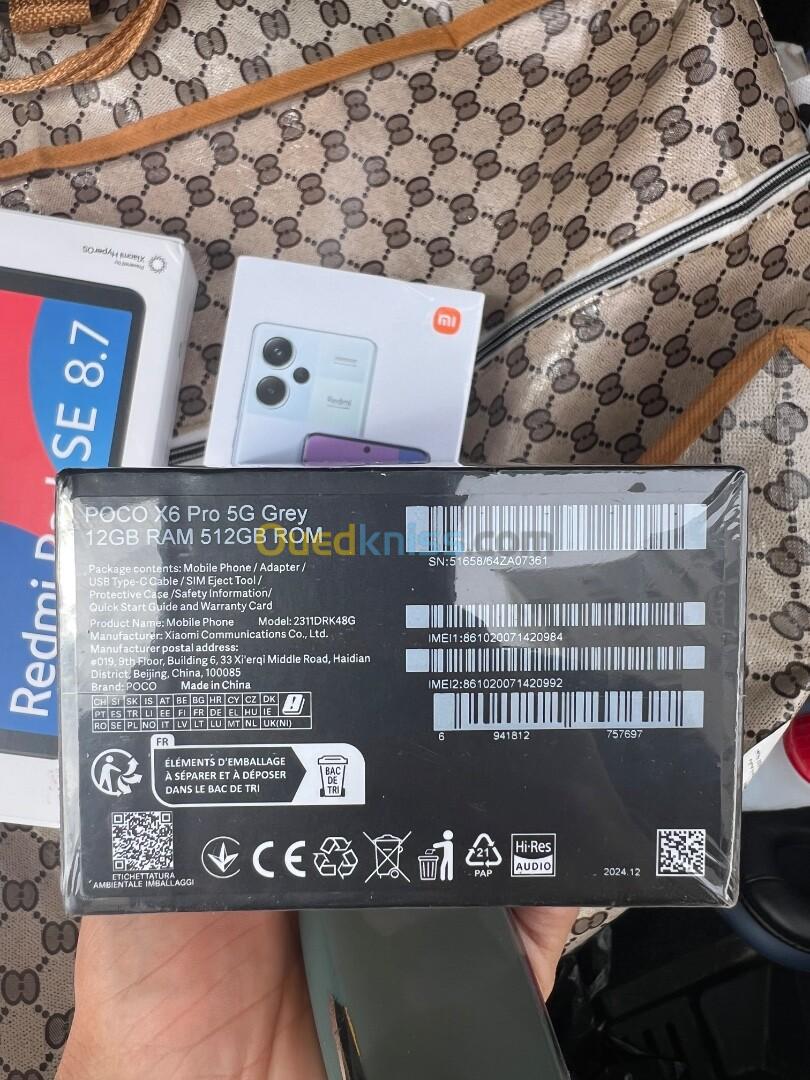 Powered by
Xiaomi HyperOS
Redmi
SE 8.7
Redmi
POCO X6 Pro 5G Grey
12GB RAM 512GB ROM
Ouedkniss.com
Package contents: Mobile Phone / Adapter /
USB Type-C Cable / SIM Eject Tool /
Protective Case /Safety Information/
Quick Start Guide and Warranty Card
Product Name: Mobile Phone Model: 2311DRK48G
Manufacturer: Xiaomi Communications Co., Ltd.
Manufacturer postal address:
#019, 9th Floor, Building 6, 33 Xi'erqi Middle Road, Haidian
District, Beijing, China, 100085
Brand: POCO Made in China
CH SI SK IS AT BE BG HR CY CZ DK
PT ES TR LI EE FI FR DE EL HU IE
RO SE PL NO IT LV LT LU MT NL UK(NI)
SN:51658/64ZA07361
IMEI1:861020071420984
IMEI2:861020071420992
6 941812 757697
FR
ÉLÉMENTS D'EMBALLAGE
À SÉPARER ET À DÉPOSER
DANS LE BAC DE TRI
BAC
DE
TRI
ETICHETTATURA
AMBIENTALE IMBALLAGGI
CE
21
PAP
Hi-Res
AUDIO
2024.12